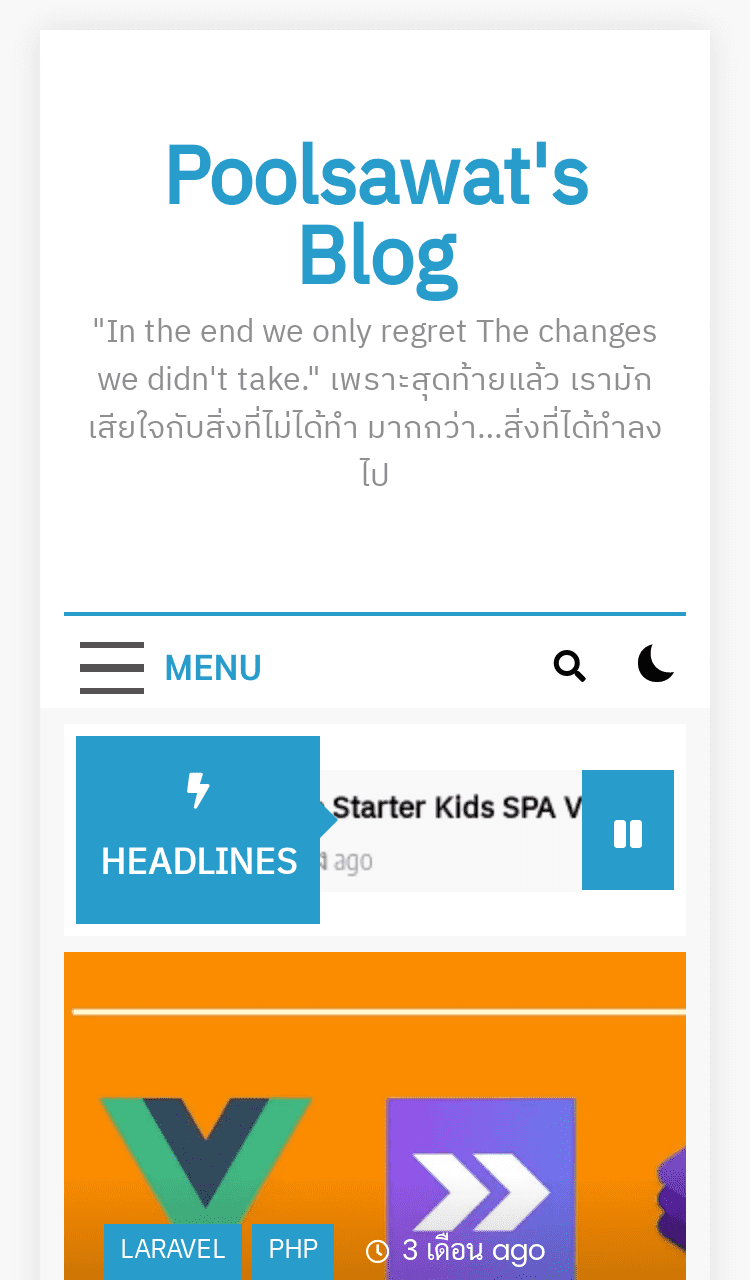 Poolsawat's
Blog
"In the end we only regret The changes
we didn't take." เพราะสุดท้ายแล้ว เรามัก
เสียใจกับสิ่งที่ไม่ได้ทำ มากกว่า...สิ่งที่ได้ทำลง
ไป
MENU
HEADLINES
Starter Kids SPA V
ago
LARAVEL
PHP
3 เดือน ago